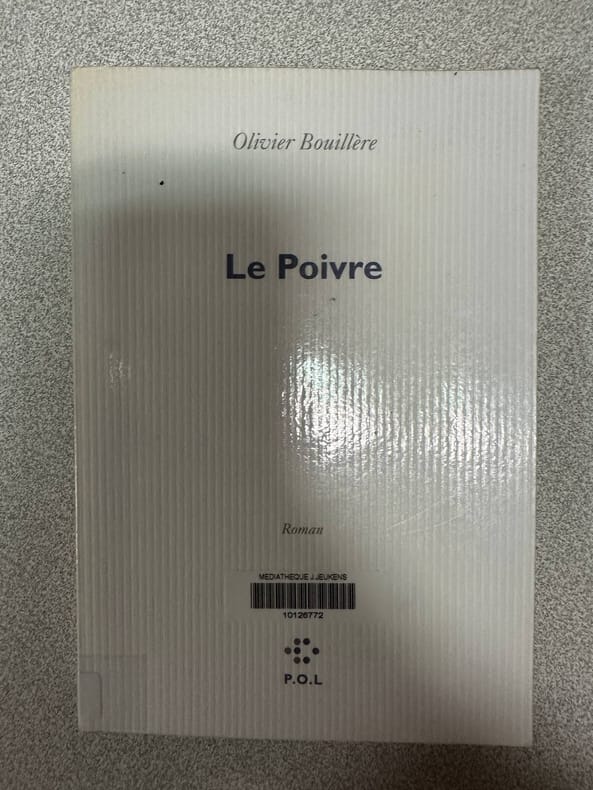 Olivier Bouillère
Le Poivre
Roman
MEDIATHEQUE J.JEUKENS
10126772
P.O.L